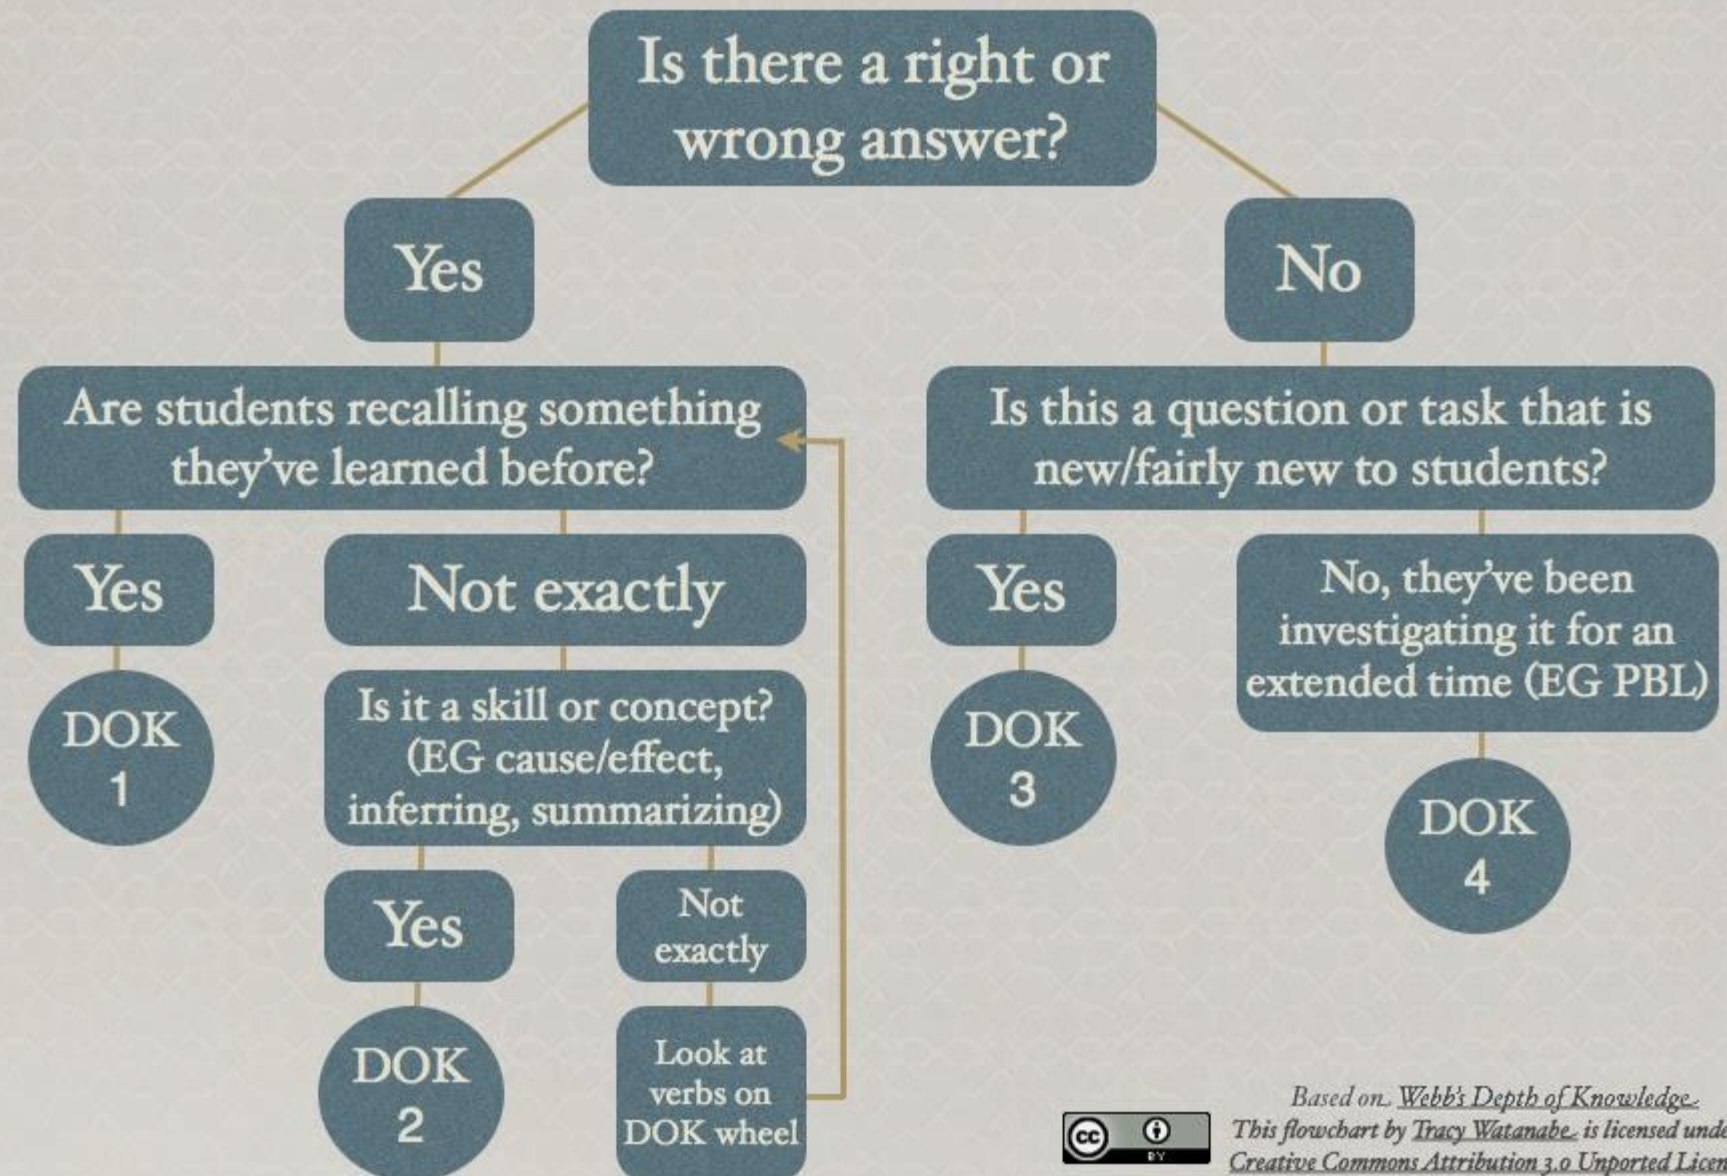 Is there a right or
wrong answer?
Yes
No
Are students recalling something
they've learned before?
Is this a question or task that is
new/fairly new to students?
Yes
Not exactly
Yes
No, they've been
investigating it for an
extended time (EG PBL)
DOK
1
Is it a skill or concept?
(EG cause/effect,
inferring, summarizing)
DOK
3
DOK
4
Yes
Not
exactly
DOK
2
Look at
verbs on
DOK wheel
Based on Webb's Depth of Knowledge
This flowchart by Tracy Watanabe is licensed unde
Creative Commons Attribution 3.0 Unported Licen
cc
BY